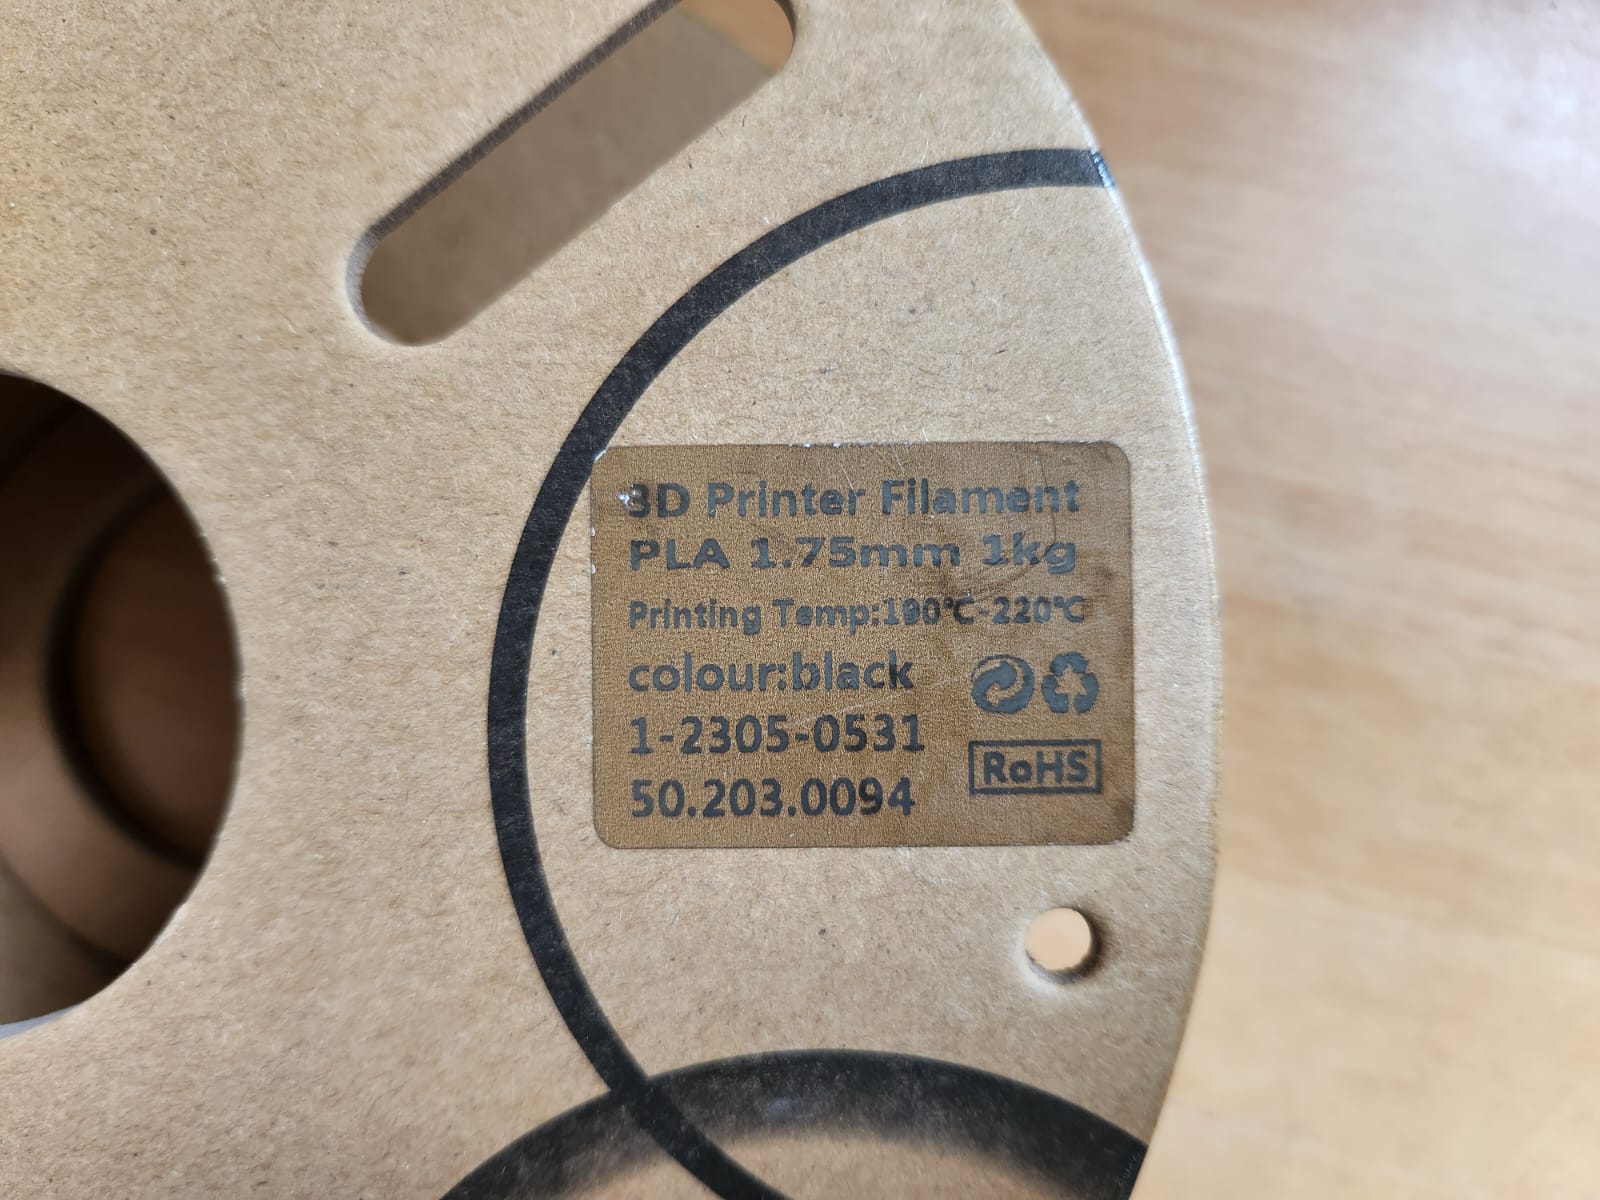 3D Printer Filament
PLA 1.75mm 1kg
Printing Temp:190℃-220℃
colour:black
1-2305-0531
50.203.0094
RoHS